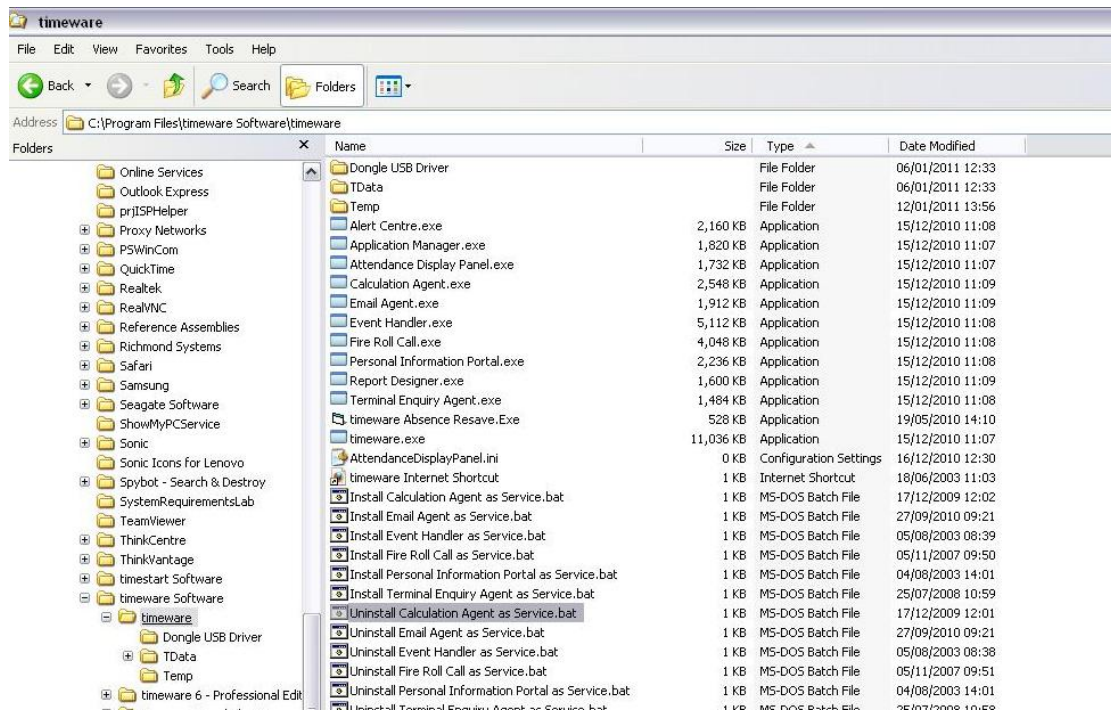 timeware
File Edit View Favorites Tools Help
Back Search Folders
Address C:\Program Files\timeware Software\timeware
Folders × Name Size Type Date Modified
Online Services
Outlook Express
prjISPHelper
Proxy Networks
PSWinCom
QuickTime
Realtek
RealVNC
Reference Assemblies
Richmond Systems
Safari
Samsung
Seagate Software
ShowMyPCService
Sonic
Sonic Icons for Lenovo
Spybot - Search & Destroy
SystemRequirementsLab
TeamViewer
ThinkCentre
ThinkVantage
timestart Software
timeware Software
timeware
Dongle USB Driver
TData
Temp
timeware 6 - Professional Edit
Dongle USB Driver File Folder 06/01/2011 12:33
TData File Folder 06/01/2011 12:33
Temp File Folder 12/01/2011 13:56
Alert Centre.exe 2,160 KB Application 15/12/2010 11:08
Application Manager.exe 1,820 KB Application 15/12/2010 11:07
Attendance Display Panel.exe 1,732 KB Application 15/12/2010 11:07
Calculation Agent.exe 2,548 KB Application 15/12/2010 11:09
Email Agent.exe 1,912 KB Application 15/12/2010 11:09
Event Handler.exe 5,112 KB Application 15/12/2010 11:08
Fire Roll Call.exe 4,048 KB Application 15/12/2010 11:08
Personal Information Portal.exe 2,236 KB Application 15/12/2010 11:08
Report Designer.exe 1,600 KB Application 15/12/2010 11:09
Terminal Enquiry Agent.exe 1,484 KB Application 15/12/2010 11:08
timeware Absence Resave.Exe 528 KB Application 19/05/2010 14:10
timeware.exe 11,036 KB Application 15/12/2010 11:07
AttendanceDisplayPanel.ini 0 KB Configuration Settings 16/12/2010 12:30
timeware Internet Shortcut 1 KB Internet Shortcut 18/06/2003 11:03
Install Calculation Agent as Service.bat 1 KB MS-DOS Batch File 17/12/2009 12:02
Install Email Agent as Service.bat 1 KB MS-DOS Batch File 27/09/2010 09:21
Install Event Handler as Service.bat 1 KB MS-DOS Batch File 05/08/2003 08:39
Install Fire Roll Call as Service.bat 1 KB MS-DOS Batch File 05/11/2007 09:50
Install Personal Information Portal as Service.bat 1 KB MS-DOS Batch File 04/08/2003 14:01
Install Terminal Enquiry Agent as Service.bat 1 KB MS-DOS Batch File 25/07/2008 10:59
Uninstall Calculation Agent as Service.bat 1 KB MS-DOS Batch File 17/12/2009 12:01
Uninstall Email Agent as Service.bat 1 KB MS-DOS Batch File 27/09/2010 09:21
Uninstall Event Handler as Service.bat 1 KB MS-DOS Batch File 05/08/2003 08:38
Uninstall Fire Roll Call as Service.bat 1 KB MS-DOS Batch File 05/11/2007 09:51
Uninstall Personal Information Portal as Service.bat 1 KB MS-DOS Batch File 04/08/2003 14:01
Uninstall Terminal Enquiry Agent as Service.bat 1 KB MS-DOS Batch File 25/07/2008 10:58